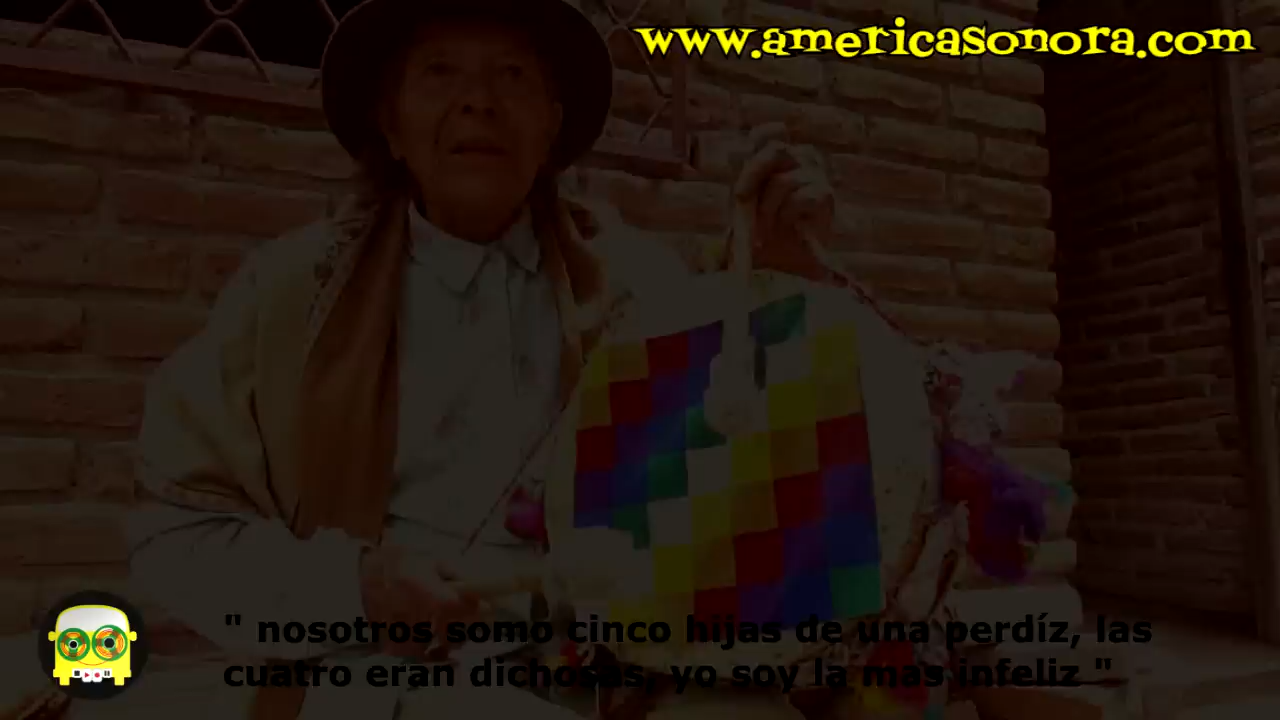 www.americasonora.com
" nosotros somo cinco hijas de una perdíz, las
cuatro eran dichosas, yo soy la mas infeliz "